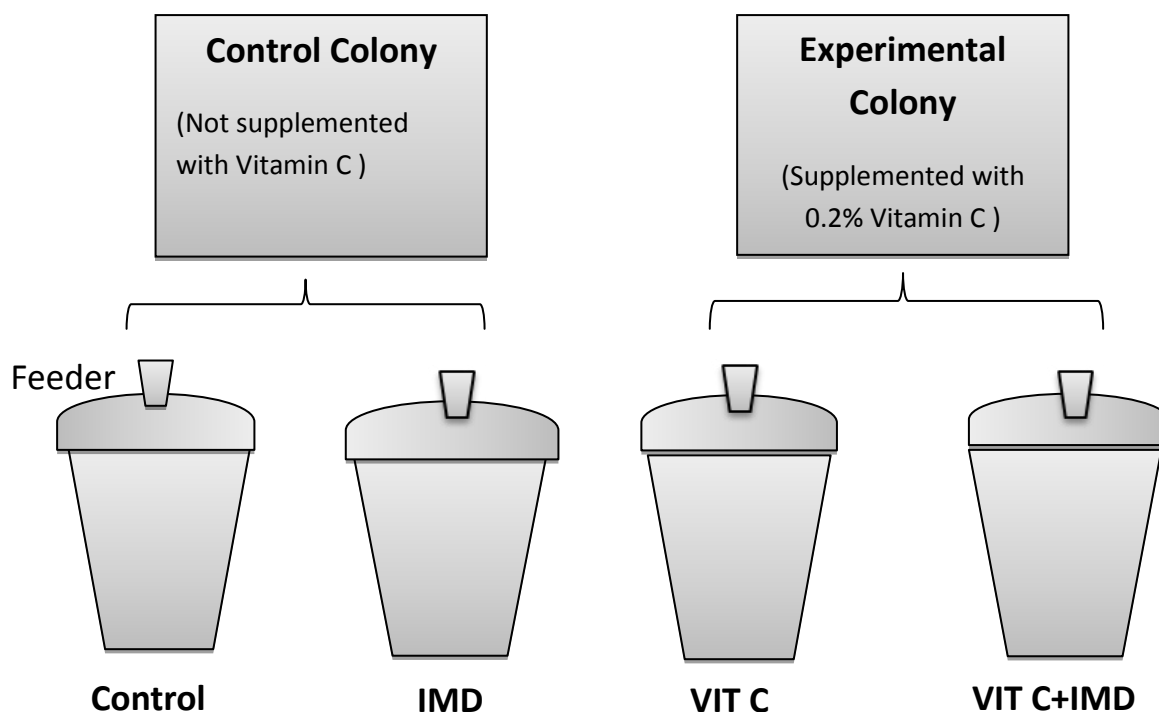 Control Colony
(Not supplemented
with Vitamin C )
Experimental
Colony
(Supplemented with
0.2% Vitamin C )
Feeder
Control
IMD
VIT C
VIT C+IMD